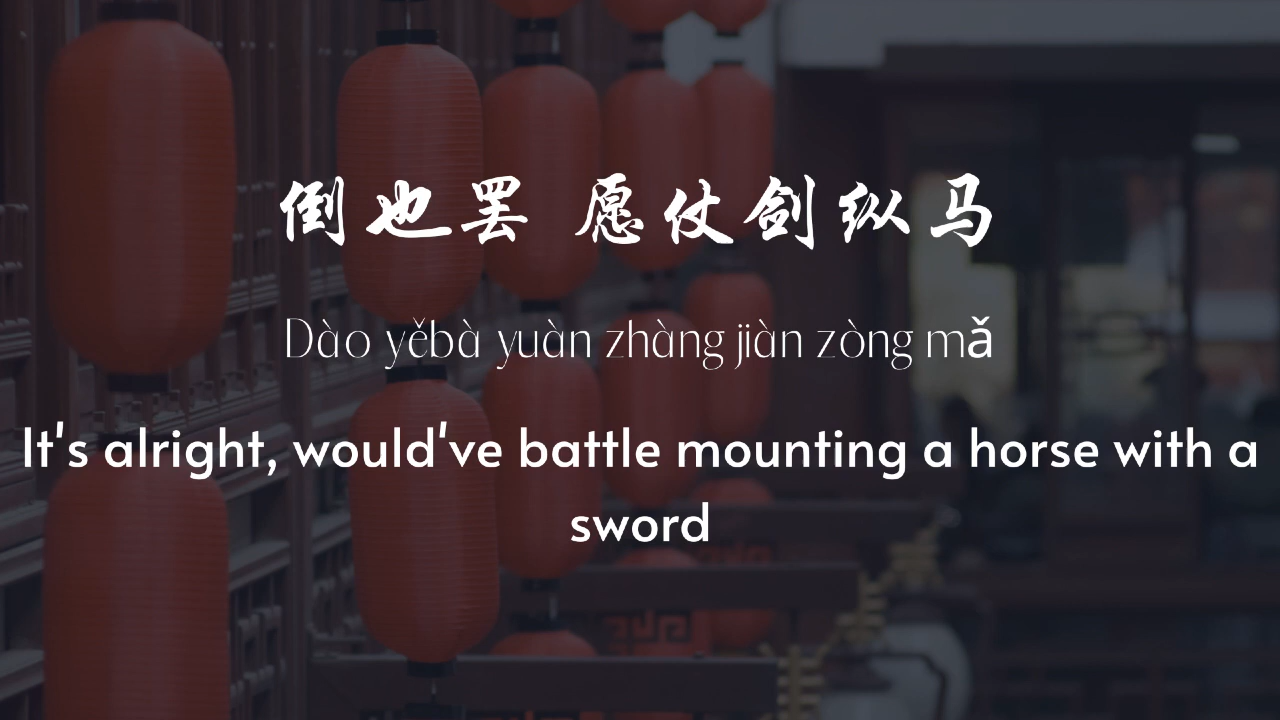 倒也罢 愿仗剑纵马
Dào yěbà yuàn zhàng jiàn zòng mǎ
It's alright, would've battle mounting a horse with a
sword